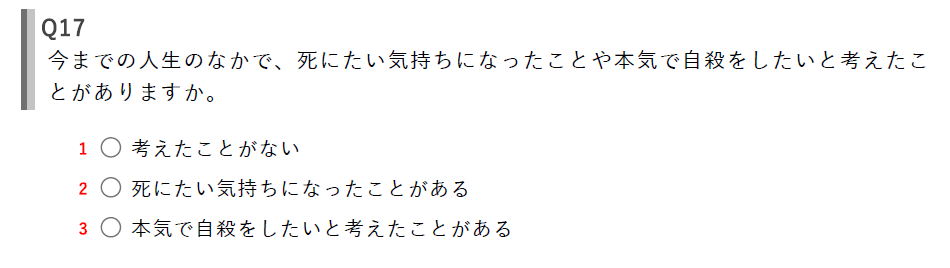 Q17
今までの人生のなかで、死にたい気持ちになったことや本気で自殺をしたいと考えたこ
とがありますか。
1 考えたことがない
2 死にたい気持ちになったことがある
3 本気で自殺をしたいと考えたことがある